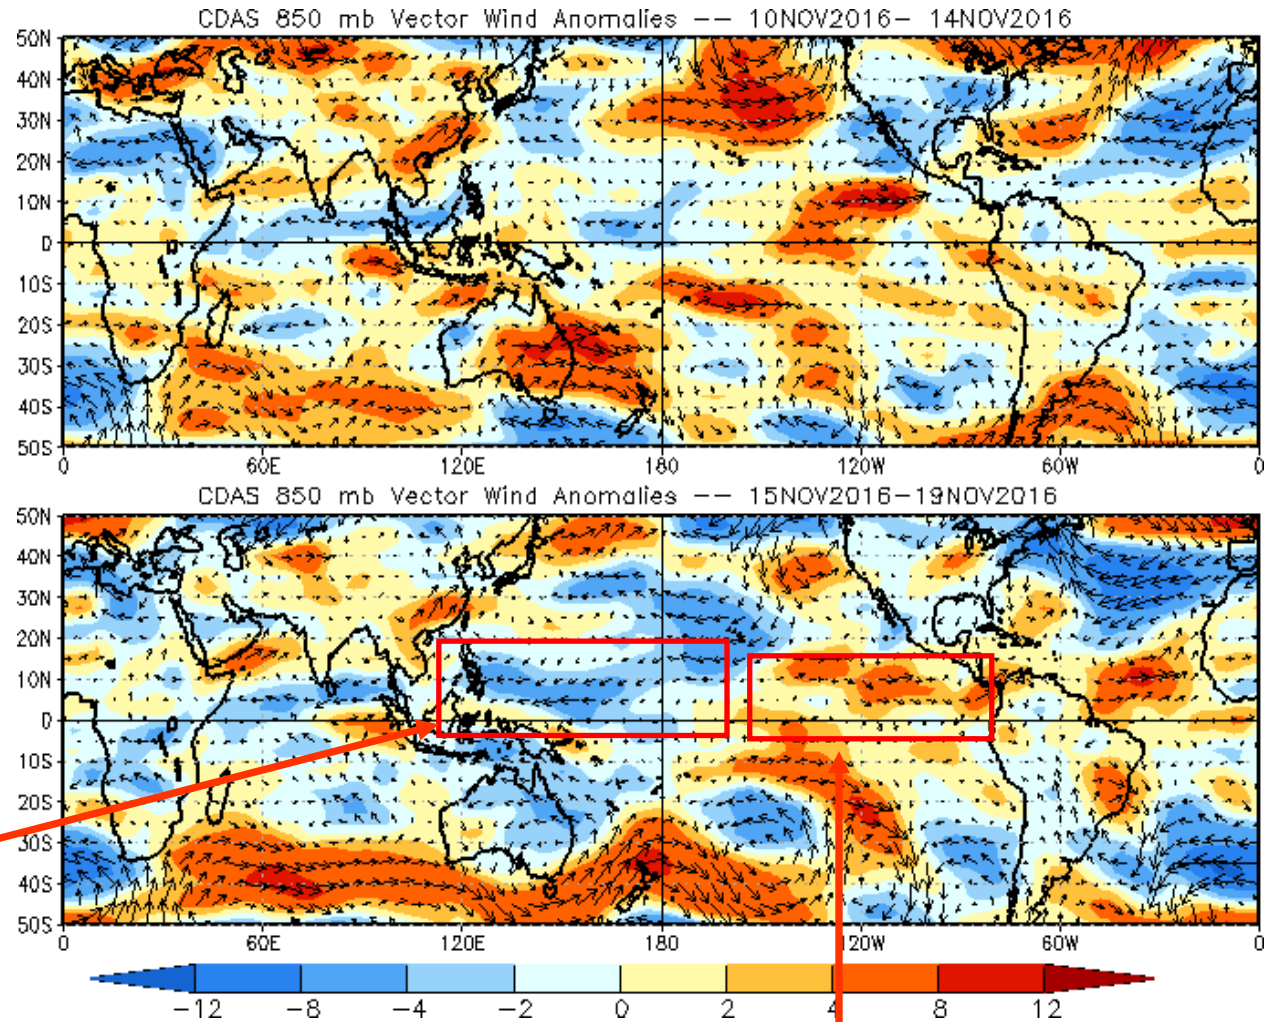 CDAS 850 mb Vector Wind Anomalies -- 10NOV2016- 14NOV2016
50N
40N
30N
20N
10N
0
10S
20S
30S
40S
50S
0 60E 120E 180 120W 60W 0
CDAS 850 mb Vector Wind Anomalies -- 15NOV2016-19NOV2016
50N
40N
30N
20N
10N
0
10S
20S
30S
40S
50S
0 60E 120E 180 120W 60W 0
-12 -8 -4 -2 0 2 4 8 12